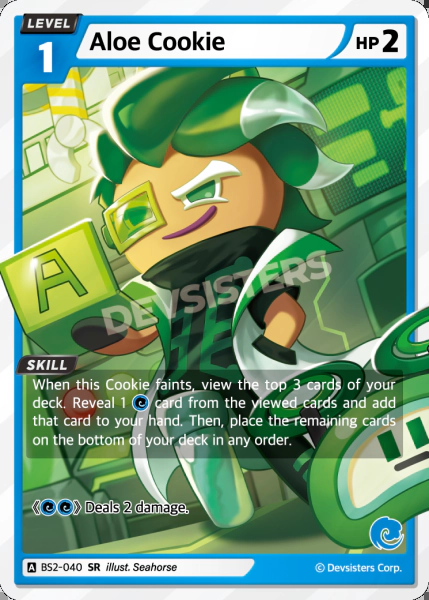 LEVEL
1
Aloe Cookie
HP 2
A
DEVSISTERS
SKILL
When this Cookie faints, view the top 3 cards of your
deck. Reveal 1 card from the viewed cards and add
that card to your hand. Then, place the remaining cards
on the bottom of your deck in any order.
《 》 Deals 2 damage.
A BS2-040 SR illust. Seahorse
© Devsisters Corp.